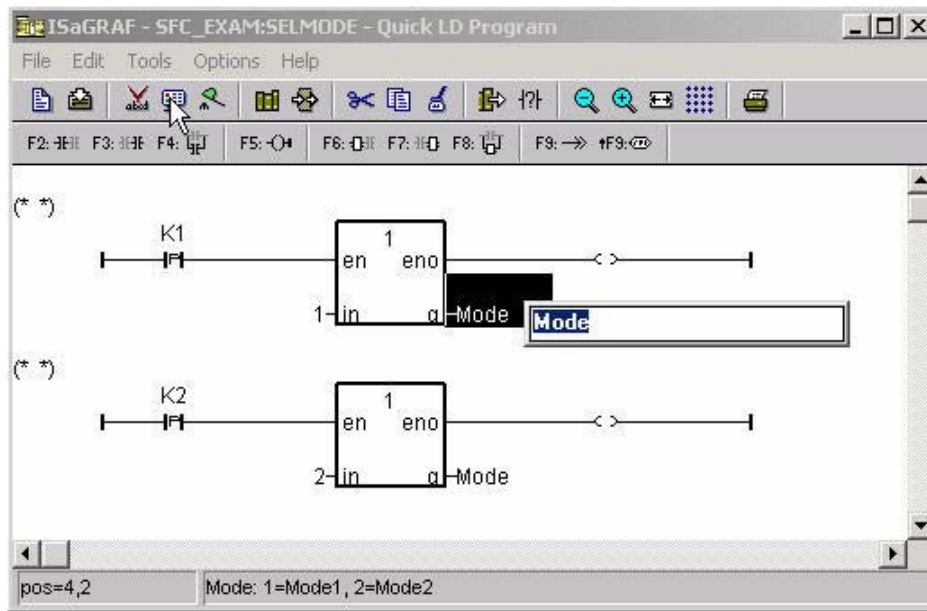 ISaGRAF - SFC_EXAM:SELMODE - Quick LD Program
File Edit Tools Options Help
F2: F3: F4: F5: F6: F7: F8: F9: ↑F9:
(* *)
K1
1
en eno
1 in q Mode
Mode
(* *)
K2
1
en eno
2 in q Mode
pos=4,2 Mode: 1=Mode1, 2=Mode2